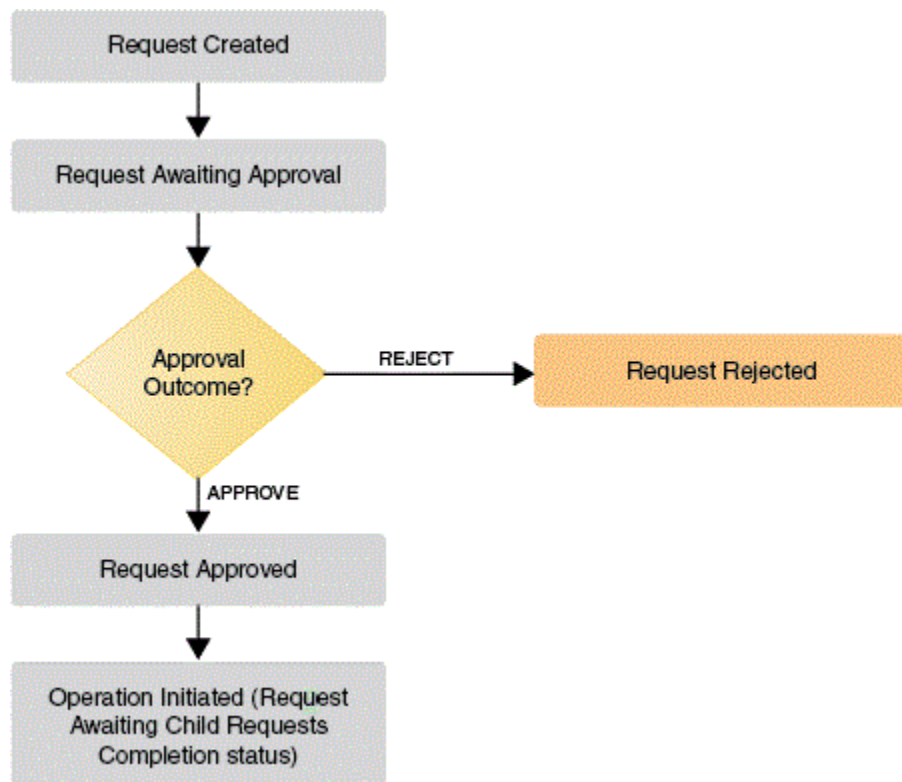 Request Created
Request Awaiting Approval
Approval
Outcome?
REJECT
Request Rejected
APPROVE
Request Approved
Operation Initiated (Request
Awaiting Child Requests
Completion status)